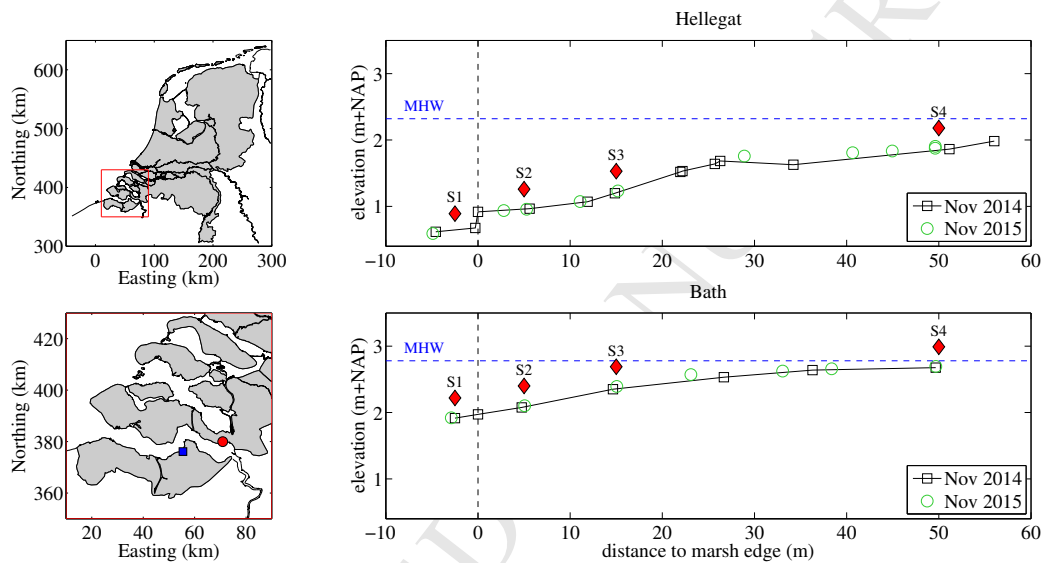 Hellegat
600
500
400
300
Northing (km)
0
100
200
300
Easting (km)
3
2
1
elevation (m+NAP)
MHW
S1
S2
S3
S4
Nov 2014
Nov 2015
−10
0
10
20
30
40
50
60
Bath
420
400
380
360
Northing (km)
20
40
60
80
Easting (km)
3
2
1
elevation (m+NAP)
MHW
S1
S2
S3
S4
Nov 2014
Nov 2015
−10
0
10
20
30
40
50
60
distance to marsh edge (m)